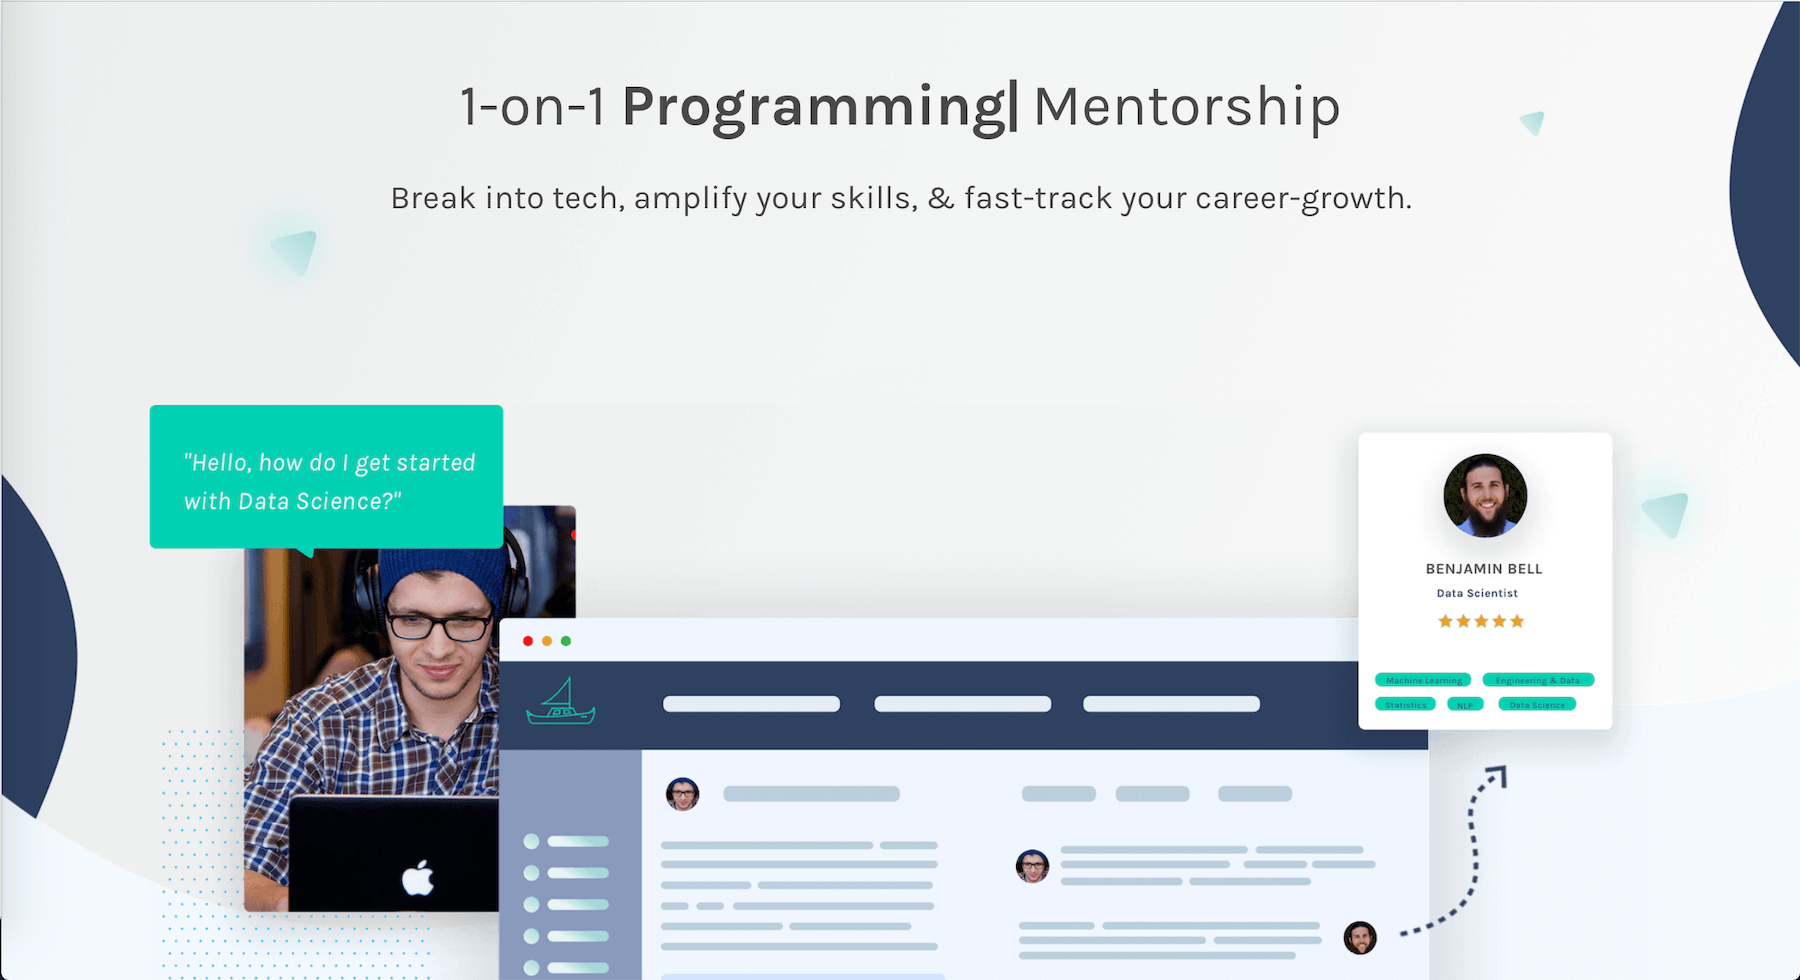 1-on-1 Programming| Mentorship
Break into tech, amplify your skills, & fast-track your career-growth.
"Hello, how do I get started
with Data Science?"
BENJAMIN BELL
Data Scientist
Machine Learning
Engineering & Data
Statistics
NLP
Data Science